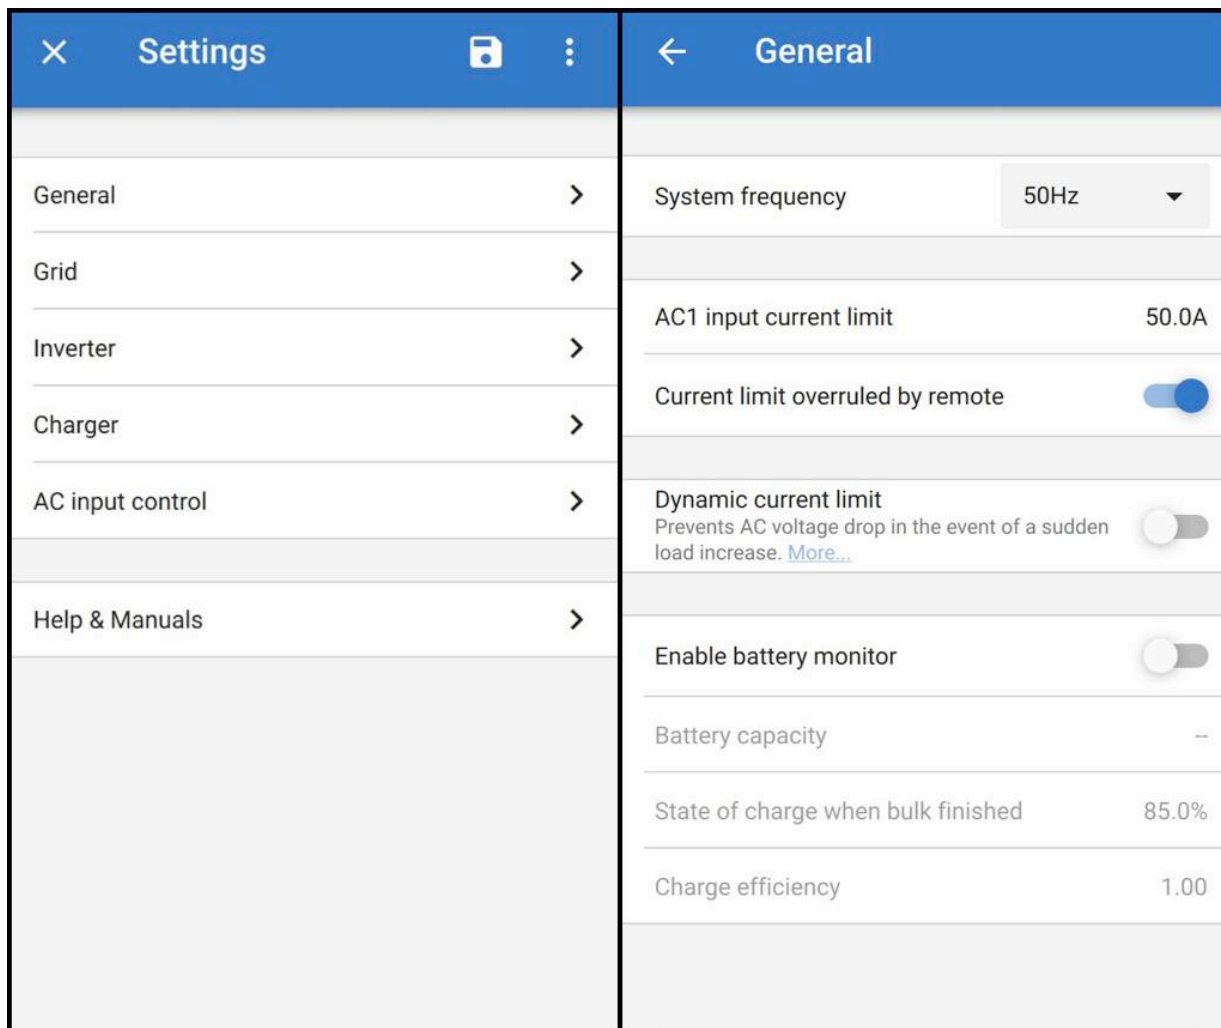 Settings
General
Grid
Inverter
Charger
AC input control
Help & Manuals
General
System frequency 50Hz
AC1 input current limit 50.0A
Current limit overruled by remote
Dynamic current limit
Prevents AC voltage drop in the event of a sudden
load increase. More...
Enable battery monitor
Battery capacity --
State of charge when bulk finished 85.0%
Charge efficiency 1.00